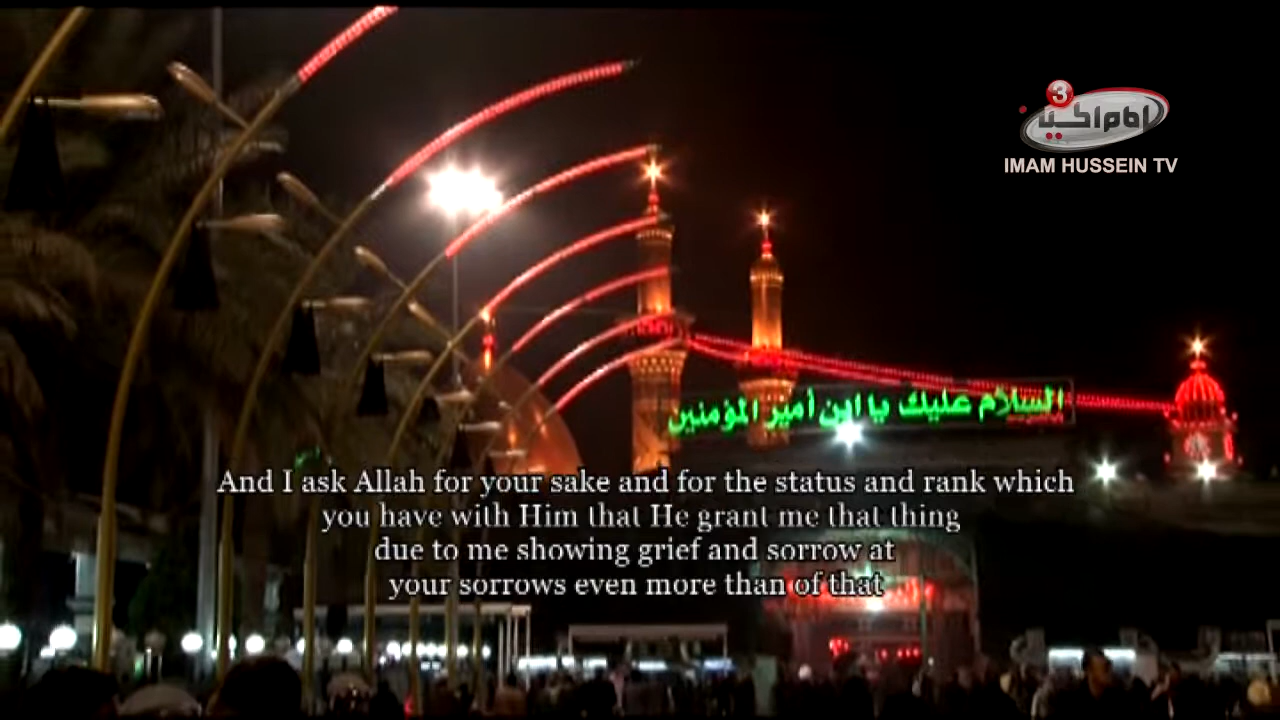 3
امام حسین
IMAM HUSSEIN TV
السلام عليك يا ابن أمير المؤمنين
And I ask Allah for your sake and for the status and rank which
you have with Him that He grant me that thing
due to me showing grief and sorrow at
your sorrows even more than of that